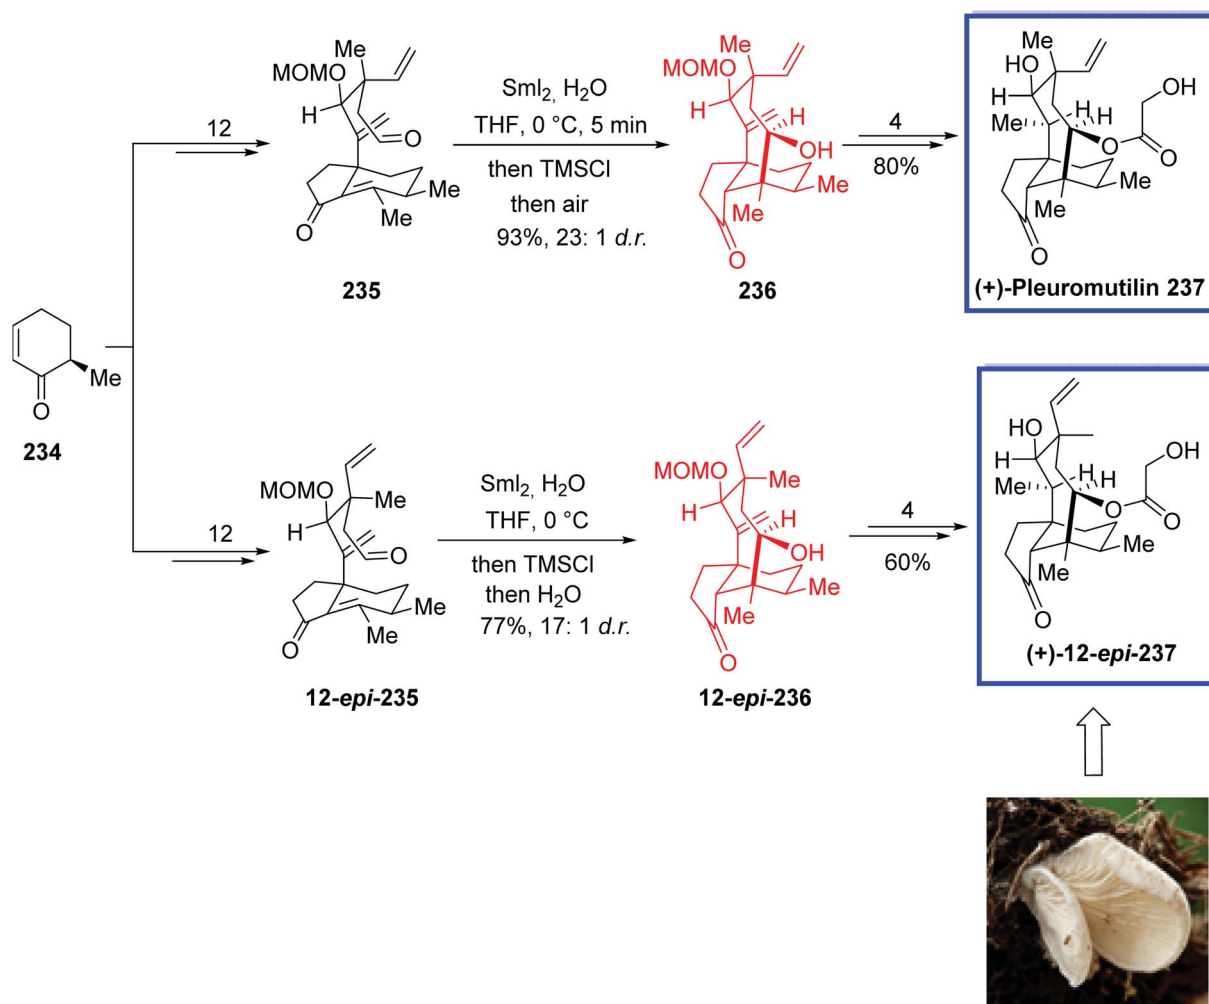 Me
MOMO
H
O
O
Me
Me
235
12
SmI2, H2O
THF, 0 °C, 5 min
then TMSCl
then air
93%, 23: 1 d.r.
Me
MOMO
H
H
OH
Me
Me
O
236
4
80%
Me
HO
H
H
Me
O
O
OH
Me
Me
O
(+)-Pleuromutilin 237
Me
O
234
12
MOMO
Me
H
O
Me
Me
O
12-epi-235
SmI2, H2O
THF, 0 °C
then TMSCl
then H2O
77%, 17: 1 d.r.
MOMO
Me
H
H
OH
Me
Me
O
12-epi-236
4
60%
HO
H
H
Me
O
O
OH
Me
Me
O
(+)-12-epi-237